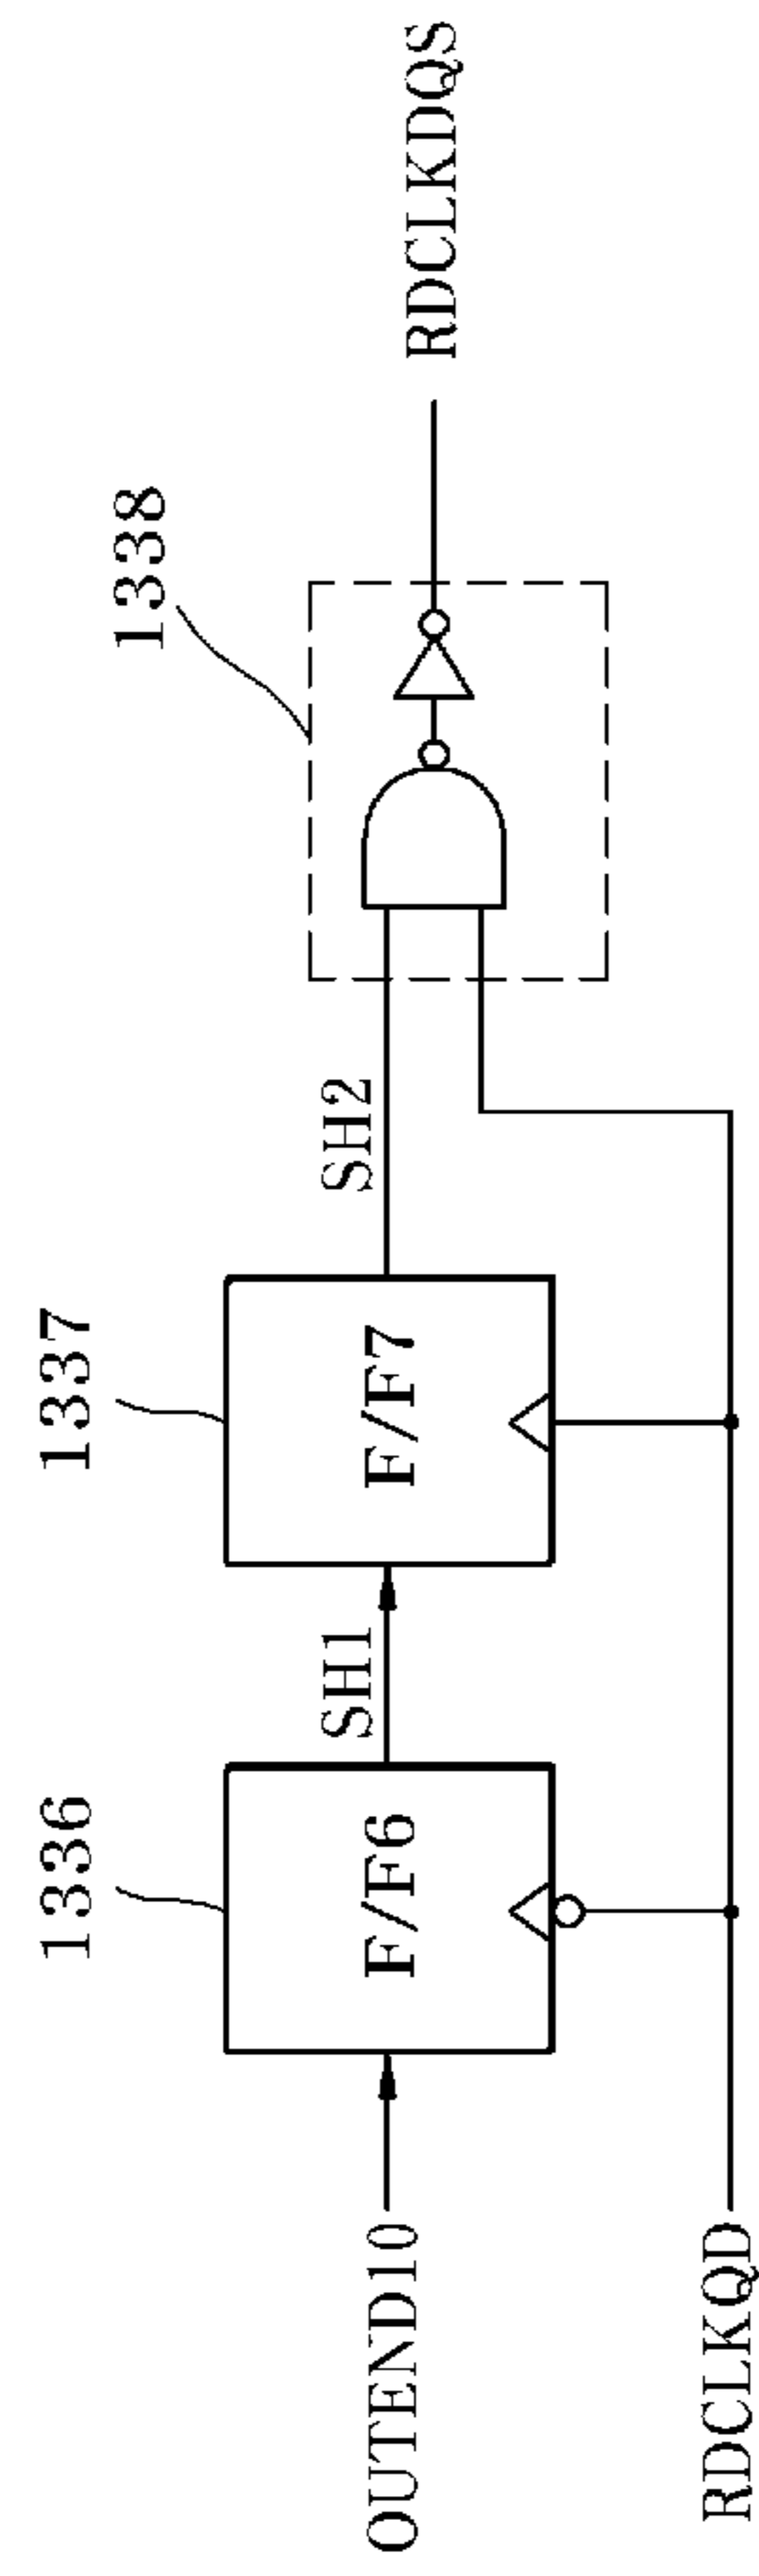 1336
1337
1338
OUTEND10
F/F6
SH1
F/F7
SH2
RDCLKDQS
RDCLKQD